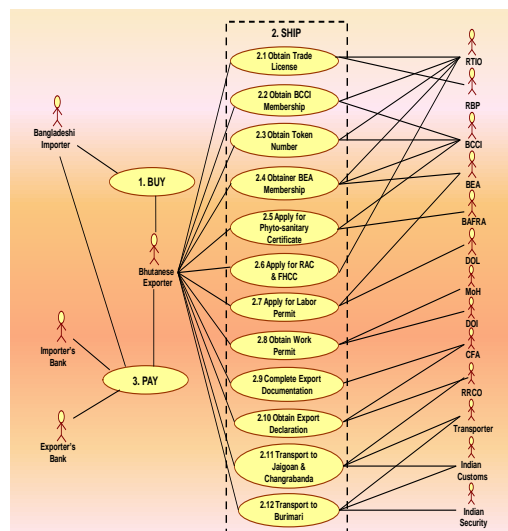 2. SHIP
2.1 Obtain Trade
License
2.2 Obtain BCCI
Membership
2.3 Obtain Token
Number
2.4 Obtainer BEA
Membership
2.5 Apply for
Phyto-sanitary
Certificate
2.6 Apply for RAC
& FHCC
2.7 Apply for Labor
Permit
2.8 Obtain Work
Permit
2.9 Complete Export
Documentation
2.10 Obtain Export
Declaration
2.11 Transport to
Jaigoan &
Changrabanda
2.12 Transport to
Burimari
Bangladeshi
Importer
1. BUY
Bhutanese
Exporter
Importer's
Bank
3. PAY
Exporter's
Bank
RTIO
RBP
BCCI
BEA
BAFRA
DOL
MoH
DOI
CFA
RRCO
Transporter
Indian
Customs
Indian
Security